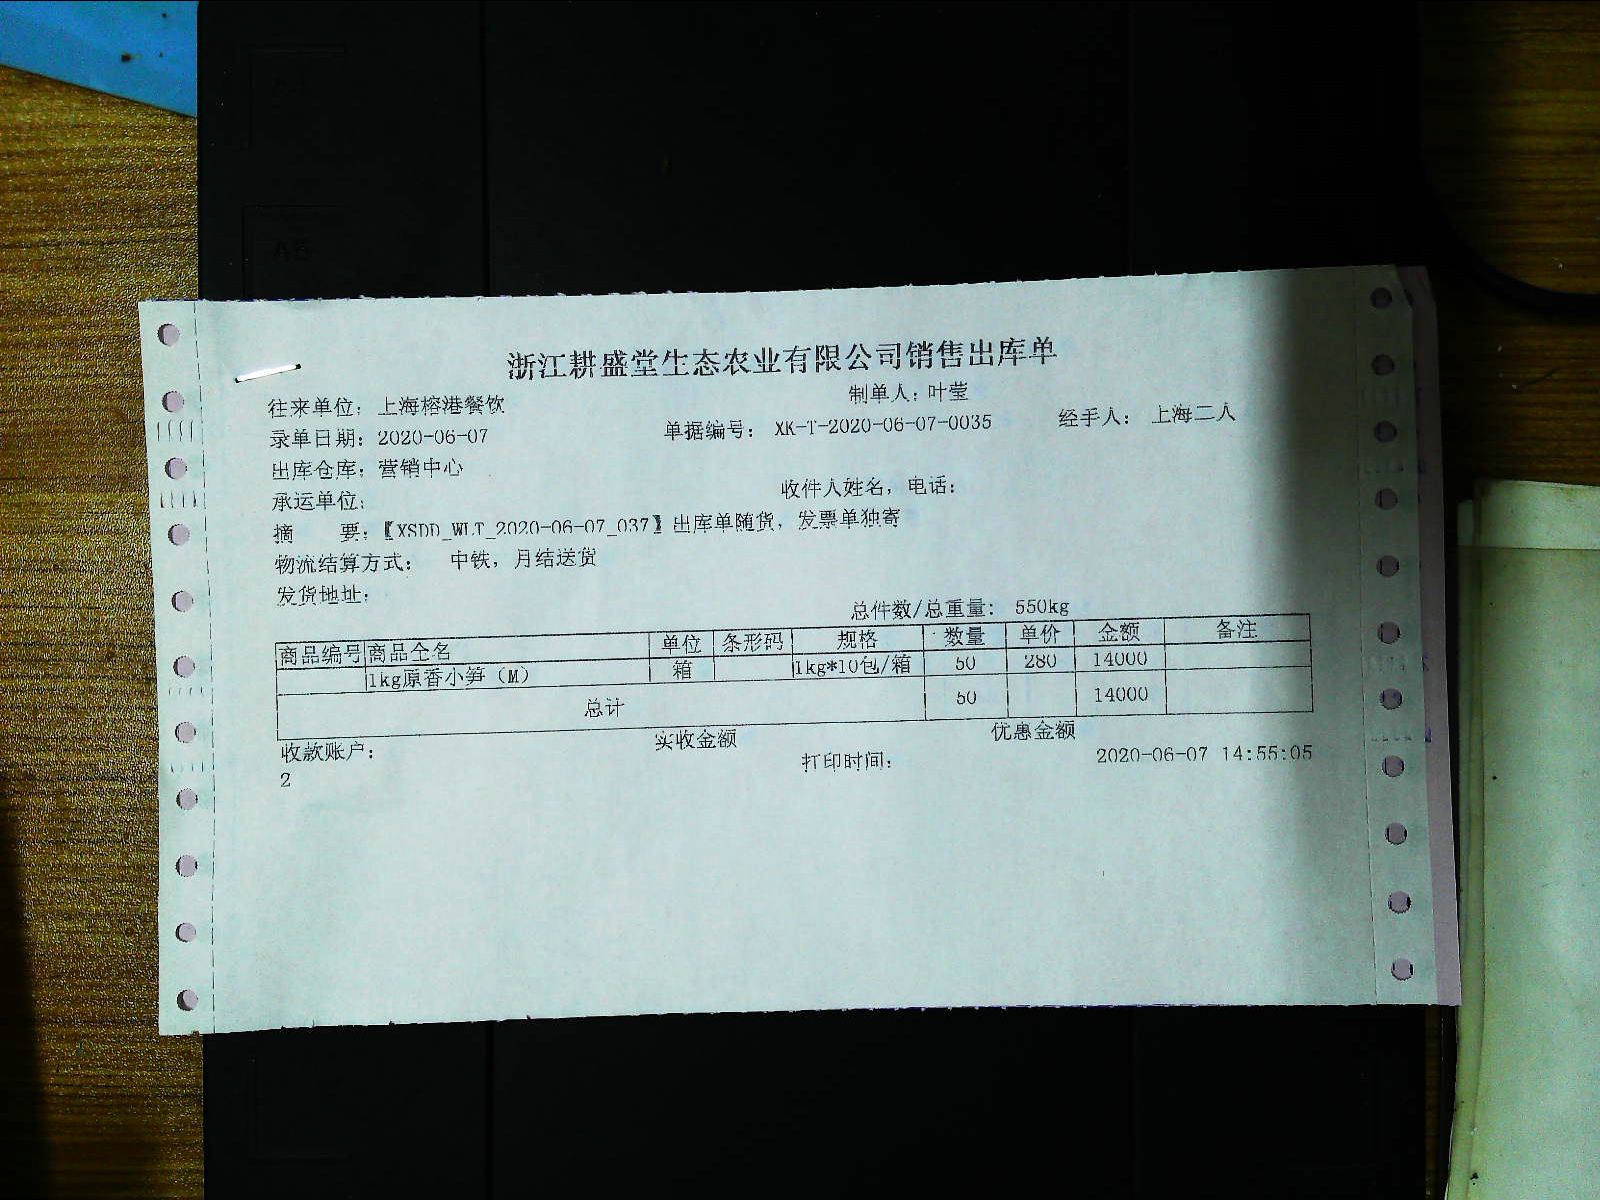 浙江耕盛堂生态农业有限公司销售出库单
往来单位：上海榕港餐饮 制单人：叶莹
录单日期：2020-06-07 单据编号：XK-T-2020-06-07-0035 经手人：上海二人
出库仓库：营销中心
承运单位： 收件人姓名，电话：
摘 要：【XSDD_WLT_2020-06-07_037】出库单随货，发票单独寄
物流结算方式： 中铁，月结送货
发货地址：
总件数/总重量： 550kg
商品编号 商品全名 单位 条形码 规格 数量 单价 金额 备注
1kg原香小笋（M） 箱 1kg*10包/箱 50 280 14000
总计 50 14000
收款账户： 实收金额 优惠金额
2 打印时间： 2020-06-07 14:55:05